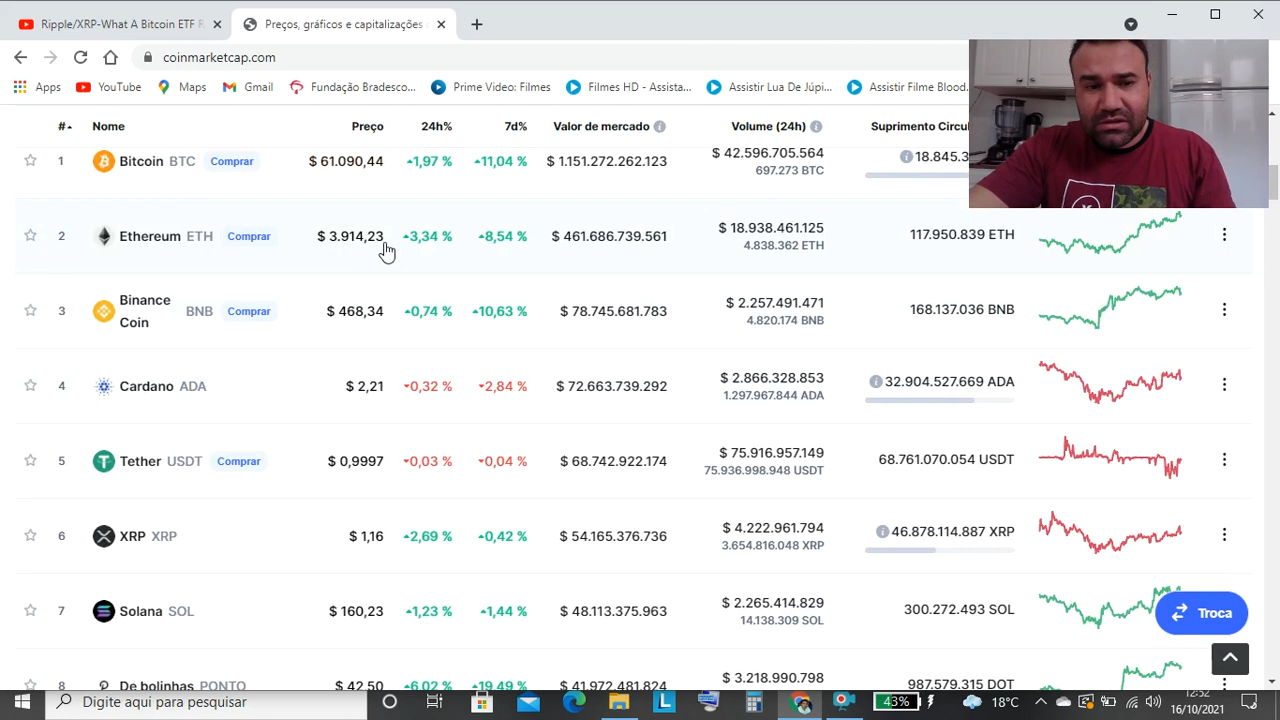 Ripple/XRP-What A Bitcoin ETF
Preços, gráficos e capitalizações
coinmarketcap.com
Apps YouTube Maps Gmail Fundação Bradesco... Prime Video: Filmes Filmes HD - Assista... Assistir Lua De Júpi... Assistir Filme Blood.
# Nome Preço 24h% 7d% Valor de mercado Volume (24h) Suprimento Circul
1 Bitcoin BTC Comprar $ 61.090,44 1,97 % 11,04 % $ 1.151.272.262.123 $ 42.596.705.564 18.845.3
697.273 BTC
2 Ethereum ETH Comprar $ 3.914,23 3,34 % 8,54 % $ 461.686.739.561 $ 18.938.461.125 117.950.839 ETH
4.838.362 ETH
3 Binance Coin BNB Comprar $ 468,34 0,74 % 10,63 % $ 78.745.681.783 $ 2.257.491.471 168.137.036 BNB
4.820.174 BNB
4 Cardano ADA $ 2,21 0,32 % 2,84 % $ 72.663.739.292 $ 2.866.328.853 32.904.527.669 ADA
1.297.967.844 ADA
5 Tether USDT Comprar $ 0,9997 0,03 % 0,04 % $ 68.742.922.174 $ 75.916.957.149 68.761.070.054 USDT
75.936.998.948 USDT
6 XRP XRP $ 1,16 2,69 % 0,42 % $ 54.165.376.736 $ 4.222.961.794 46.878.114.887 XRP
3.654.816.048 XRP
7 Solana SOL $ 160,23 1,23 % 1,44 % $ 48.113.375.963 $ 2.265.414.829 300.272.493 SOL
14.138.309 SOL
Troca
8 De bolinhas PONTO $ 42,50 6,02 % 19,49 % $ 41.972.481.824 $ 3.218.990.798 987.579.315 DOT
Digite aqui para pesquisar 43% 18°C 12:52
16/10/2021